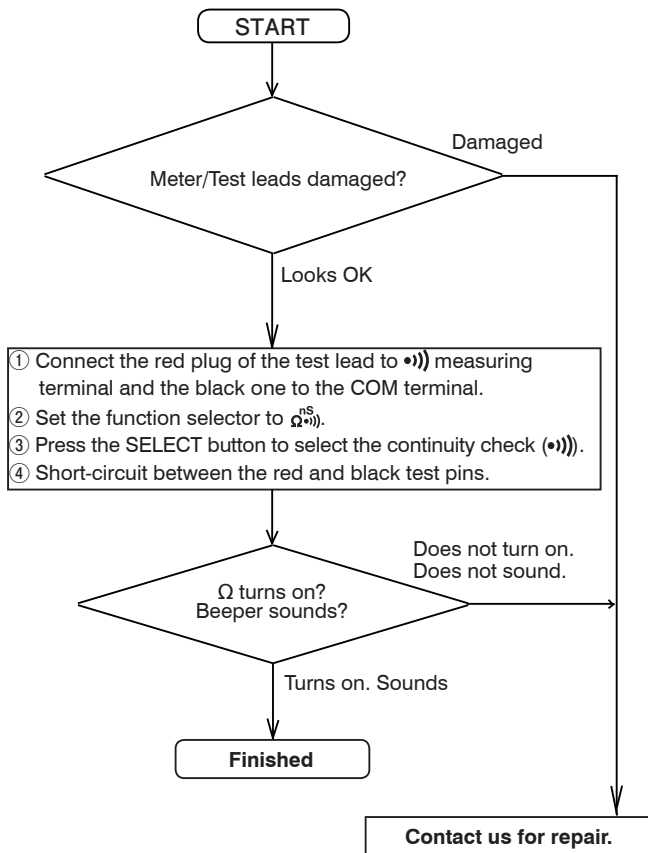 START
Damaged
Meter/Test leads damaged?
Looks OK
① Connect the red plug of the test lead to •))) measuring
terminal and the black one to the COM terminal.
② Set the function selector to Ω nS •))).
③ Press the SELECT button to select the continuity check (•))).
④ Short-circuit between the red and black test pins.
Does not turn on.
Does not sound.
Ω turns on?
Beeper sounds?
Turns on. Sounds
Finished
Contact us for repair.